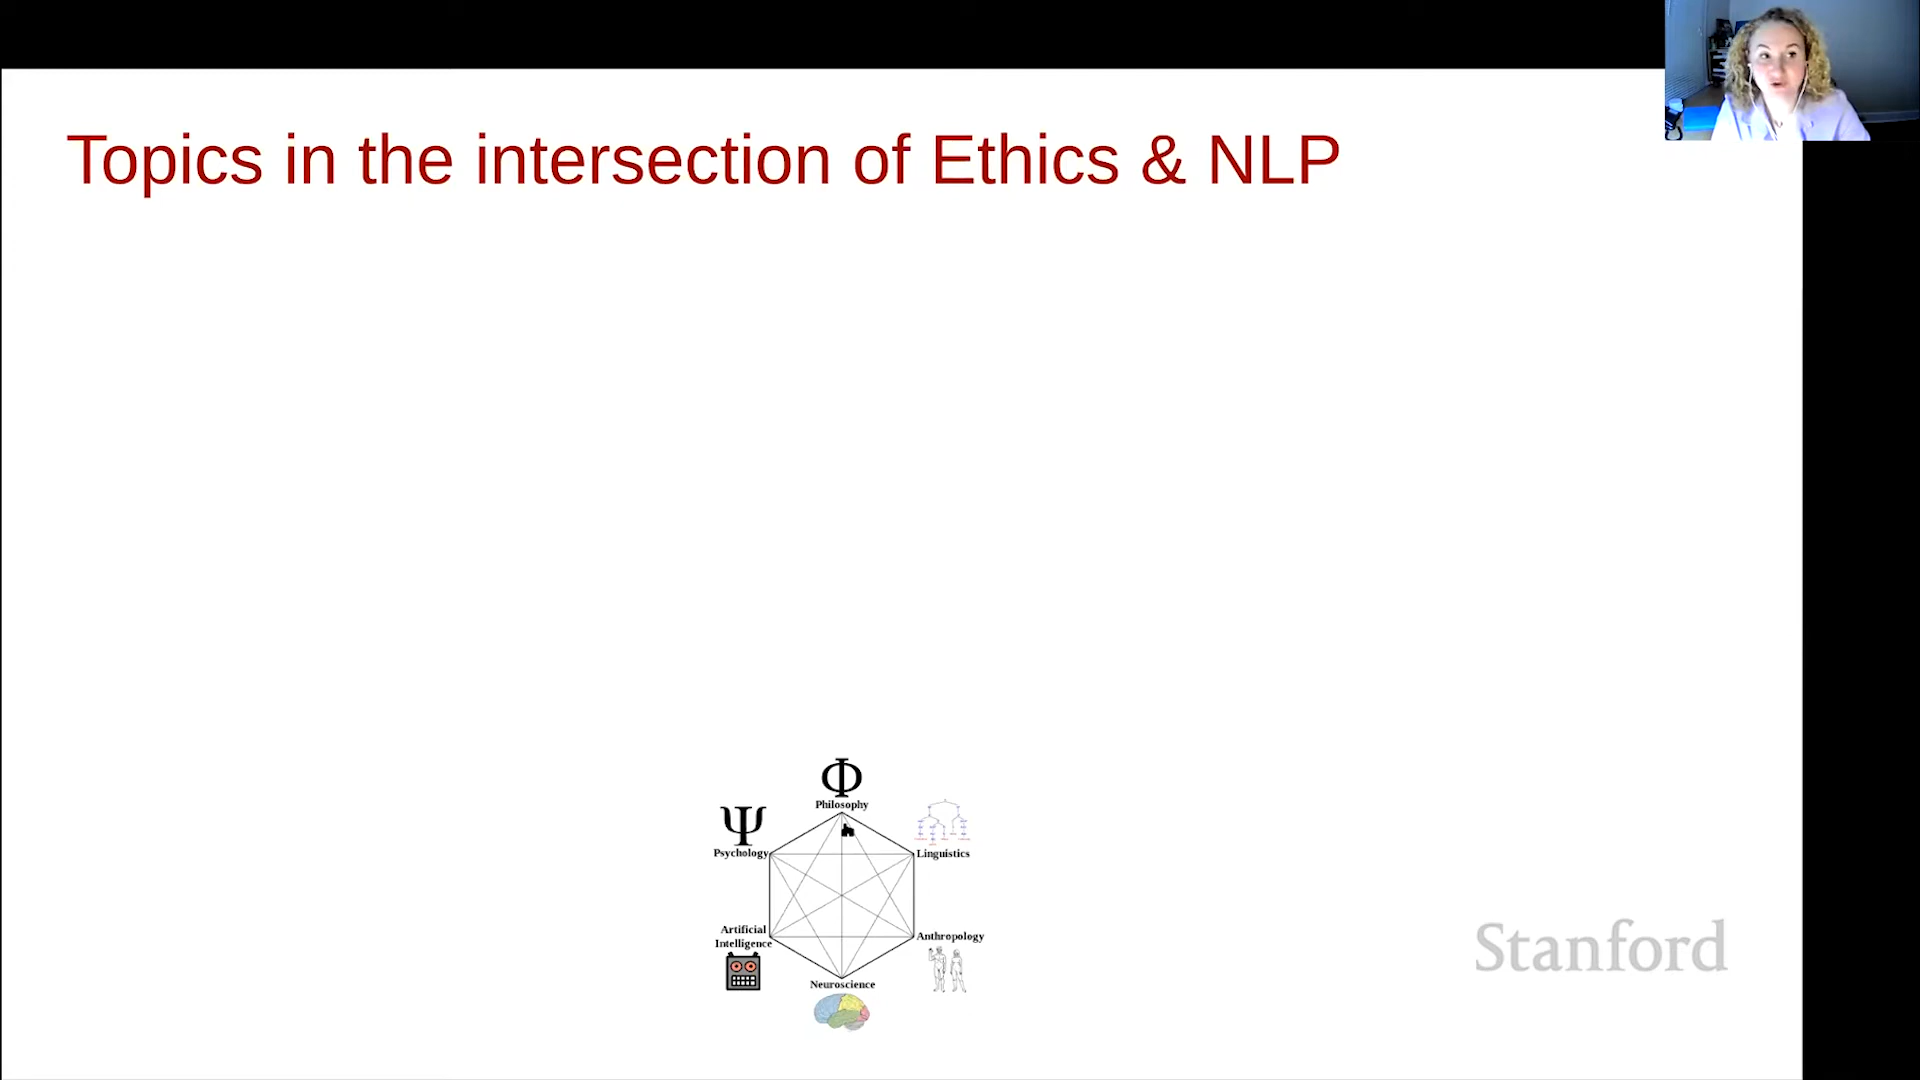 Topics in the intersection of Ethics & NLP
Φ
Philosophy
Ψ
Psychology
Linguistics
Artificial
Intelligence
Anthropology
Neuroscience
Stanford